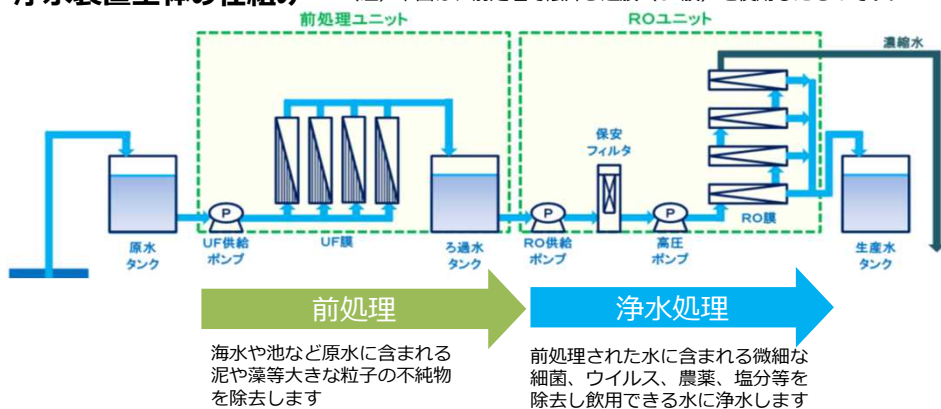 前処理ユニット
ROユニット
濃縮水
保安
フィルタ
P
P
P
原水
タンク
UF供給
ポンプ
UF膜
ろ過水
タンク
RO供給
ポンプ
高圧
ポンプ
RO膜
生産水
タンク
前処理
浄水処理
海水や池など原水に含まれる
泥や藻等大きな粒子の不純物
を除去します
前処理された水に含まれる微細な
細菌、ウイルス、農薬、塩分等を
除去し飲用できる水に浄水します